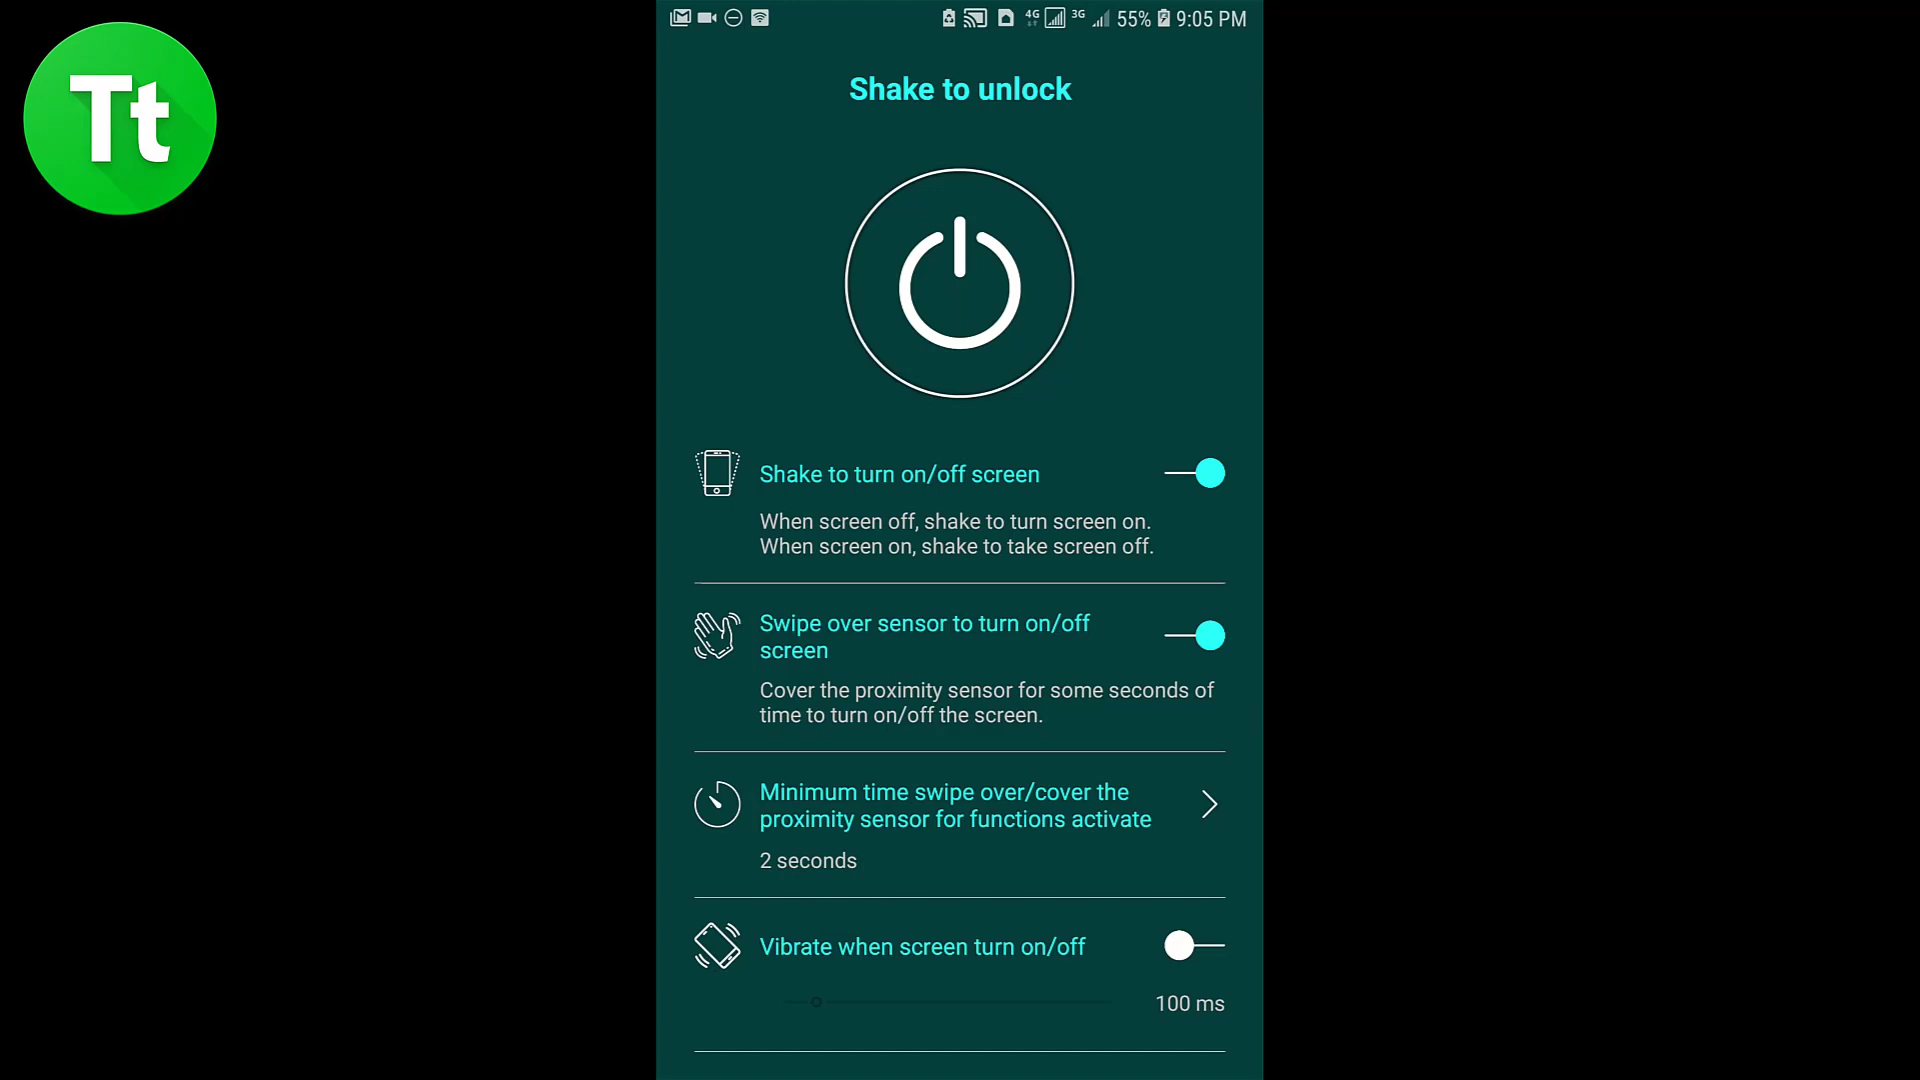 Tt
4G 3G 55% 9:05 PM
Shake to unlock
Shake to turn on/off screen
When screen off, shake to turn screen on.
When screen on, shake to take screen off.
Swipe over sensor to turn on/off
screen
Cover the proximity sensor for some seconds of
time to turn on/off the screen.
Minimum time swipe over/cover the
proximity sensor for functions activate
2 seconds
Vibrate when screen turn on/off
100 ms